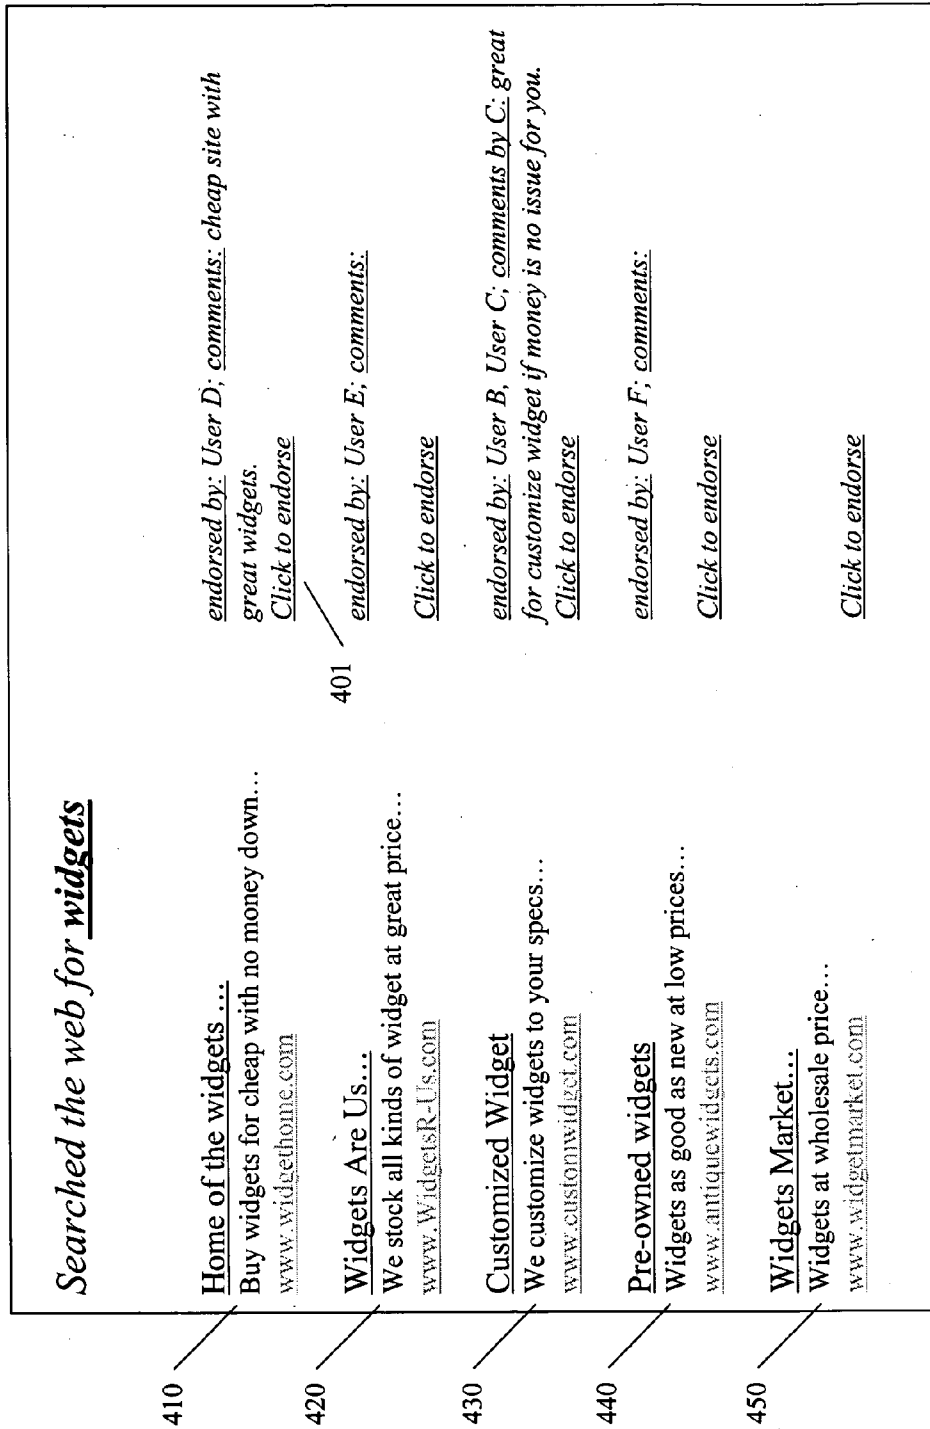 Searched the web for widgets
410
Home of the widgets ...
Buy widgets for cheap with no money down...
www.widgethome.com
endorsed by: User D; comments: cheap site with
great widgets.
Click to endorse
401
420
Widgets Are Us...
We stock all kinds of widget at great price...
www.WidgetsR-Us.com
endorsed by: User E; comments:
Click to endorse
430
Customized Widget
We customize widgets to your specs...
www.customwidget.com
endorsed by: User B, User C; comments by C: great
for customize widget if money is no issue for you.
Click to endorse
440
Pre-owned widgets
Widgets as good as new at low prices...
www.antiquewidgets.com
endorsed by: User F; comments:
Click to endorse
450
Widgets Market...
Widgets at wholesale price...
www.widgetmarket.com
Click to endorse